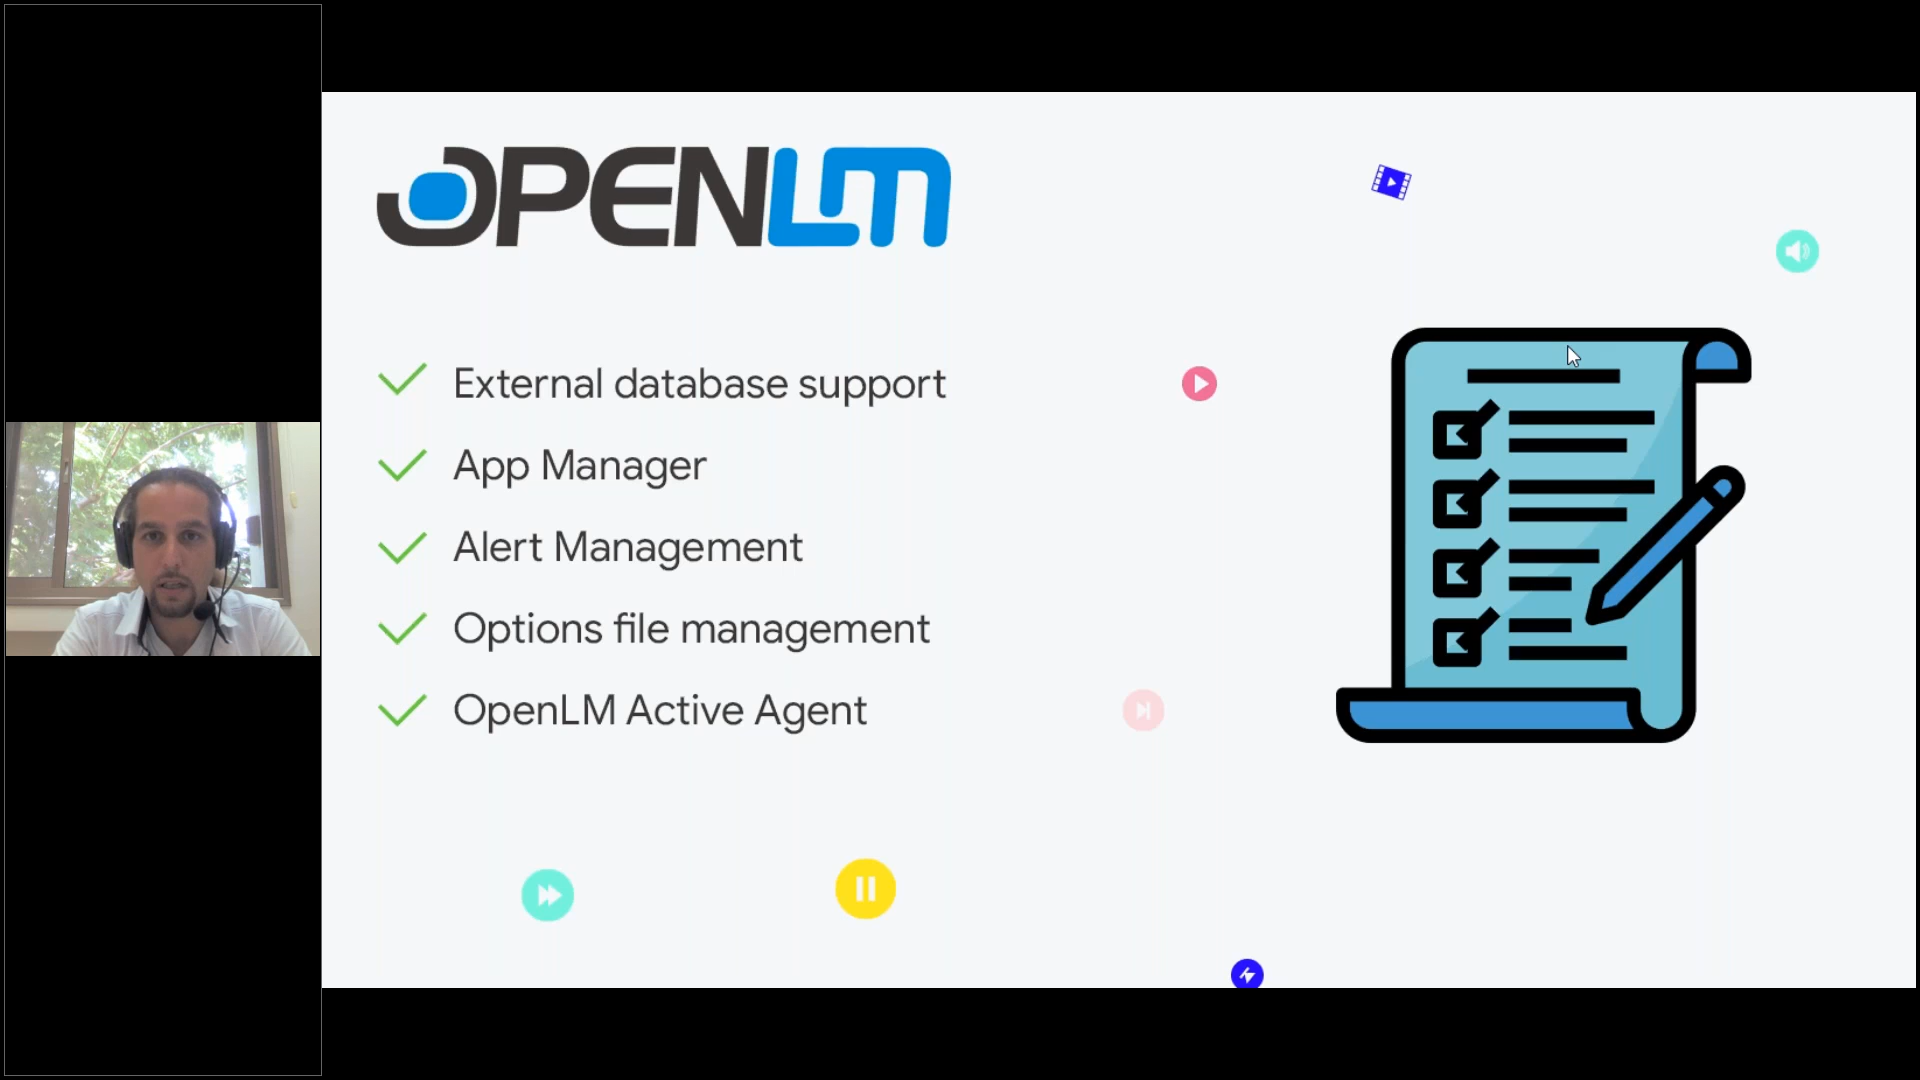 OPENLM
External database support
App Manager
Alert Management
Options file management
OpenLM Active Agent